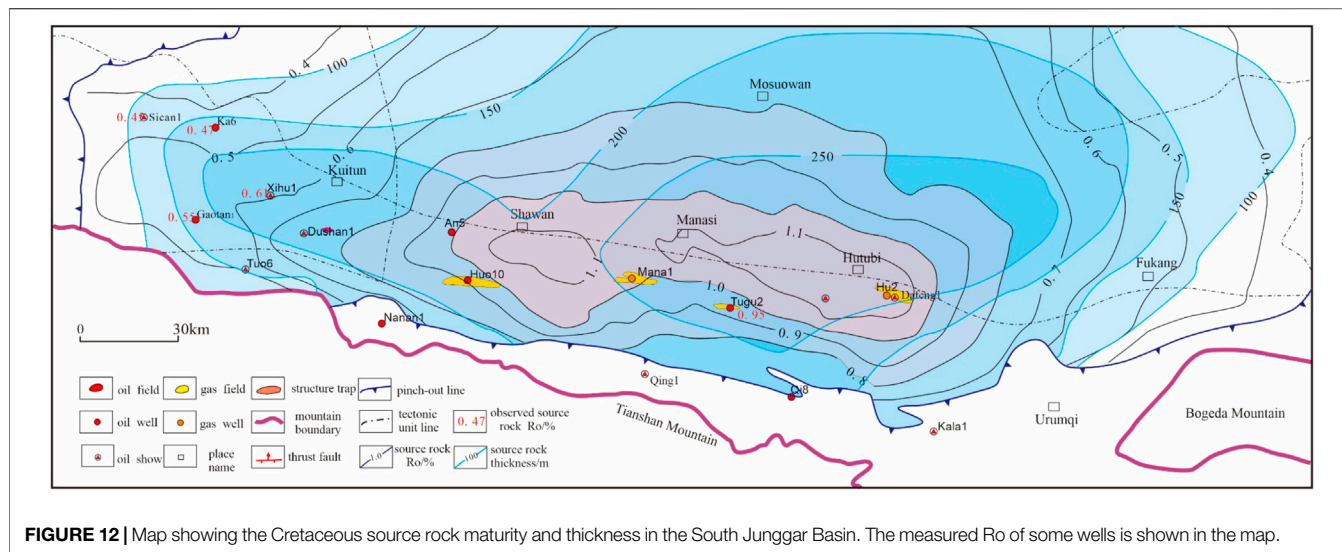 0.4
100
0.4
Mosuowan
150
0.45
Sican1
0.47
Ka6
200
0.5
0.6
Kuitun
0.6
0.5
0.4
250
Xihu1
0.61
150
100
0.55
Gaotan1
An5
Shawan
Manasi
1.1
Dushan1
Hutubi
Tuo6
1.1
0.7
Fukang
Huo10
Mana1
1.0
Hu2
Dafeng1
Tugu2
0.95
0 30km
Nanan1
0.9
0.8
Qing1
Qi8
Tianshan Mountain
Kala1
Urumqi
Bogeda Mountain
oil field gas field structure trap pinch-out line
oil well gas well mountain boundary tectonic unit line 0.47 observed source rock Ro/%
oil show place name thrust fault 1.0 source rock Ro/% 100 source rock thickness/m
FIGURE 12 | Map showing the Cretaceous source rock maturity and thickness in the South Junggar Basin. The measured Ro of some wells is shown in the map.